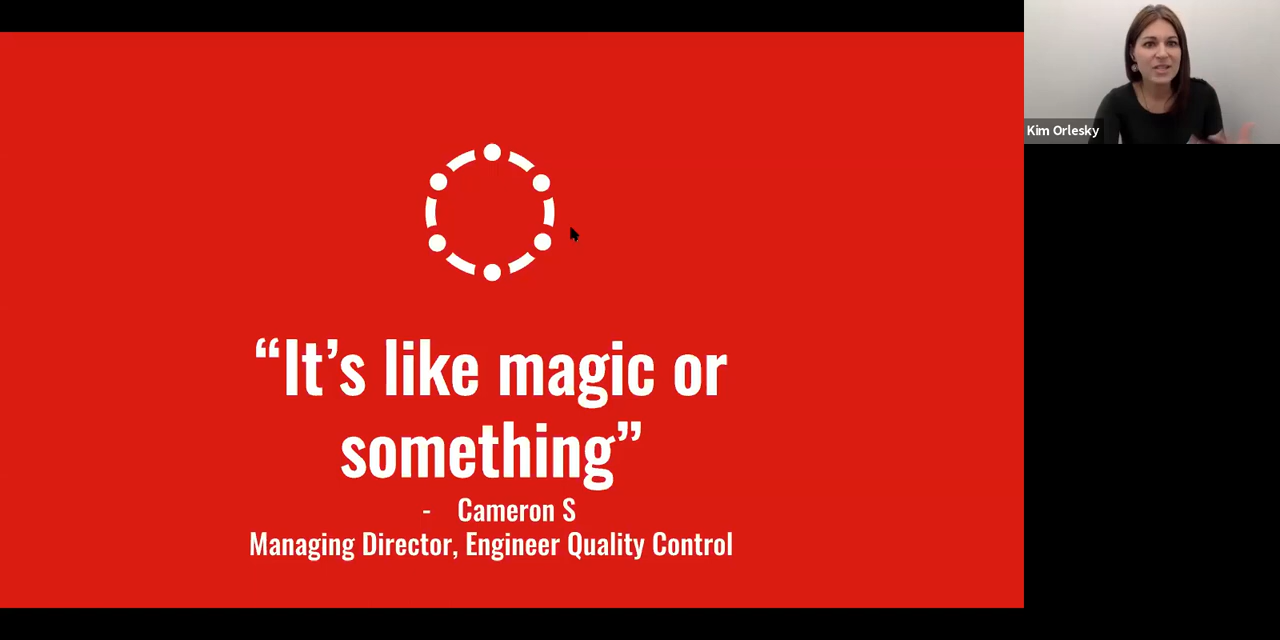 Kim Orlesky
“It’s like magic or
something”
- Cameron S
Managing Director, Engineer Quality Control